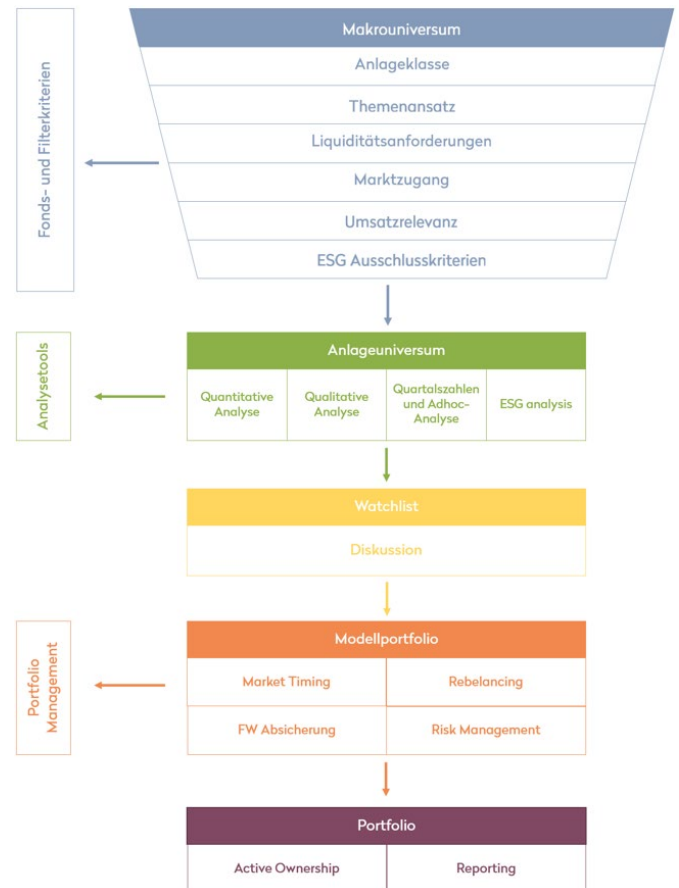 Makrouniversum
Fonds- und Filterkriterien
Anlageklasse
Themenansatz
Liquiditätsanforderungen
Marktzugang
Umsatzrelevanz
ESG Ausschlusskriterien
Analysetools
Anlageuniversum
Quantitative
Analyse
Qualitative
Analyse
Quartalszahlen
und Adhoc-
Analyse
ESG analysis
Watchlist
Diskussion
Portfolio
Management
Modellportfolio
Market Timing
Rebelancing
FW Absicherung
Risk Management
Portfolio
Active Ownership
Reporting